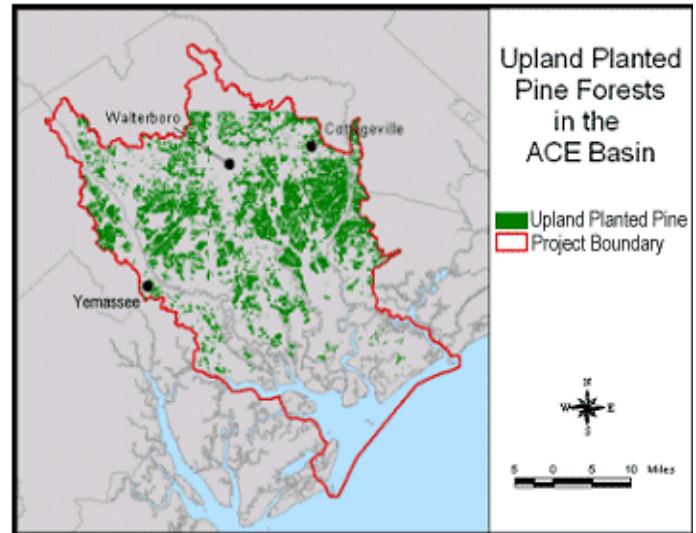 Upland Planted
Pine Forests
in the
ACE Basin
Upland Planted Pine
Project Boundary
Walterboro
Cottageville
Yemassee
N
W E
S
5 0 5 10 Miles